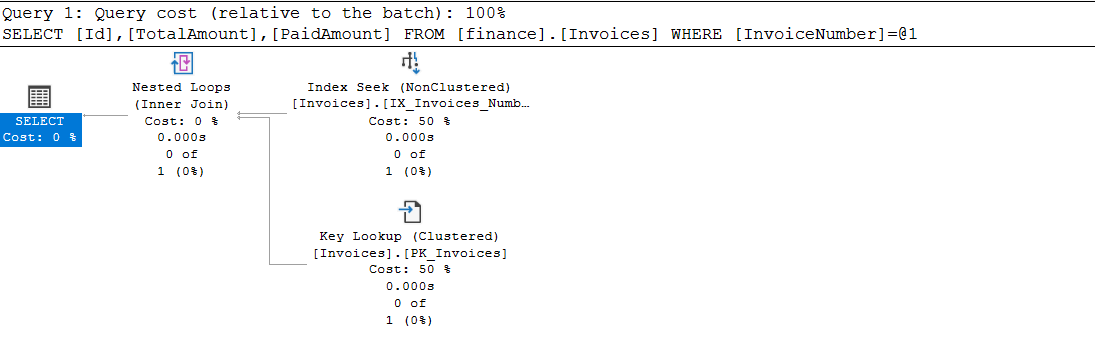 Query 1: Query cost (relative to the batch): 100%
SELECT [Id],[TotalAmount],[PaidAmount] FROM [finance].[Invoices] WHERE [InvoiceNumber]=@1
SELECT
Cost: 0 %
Nested Loops
(Inner Join)
Cost: 0 %
0.000s
0 of
1 (0%)
Index Seek (NonClustered)
[Invoices].[IX_Invoices_Numb…
Cost: 50 %
0.000s
0 of
1 (0%)
Key Lookup (Clustered)
[Invoices].[PK_Invoices]
Cost: 50 %
0.000s
0 of
1 (0%)